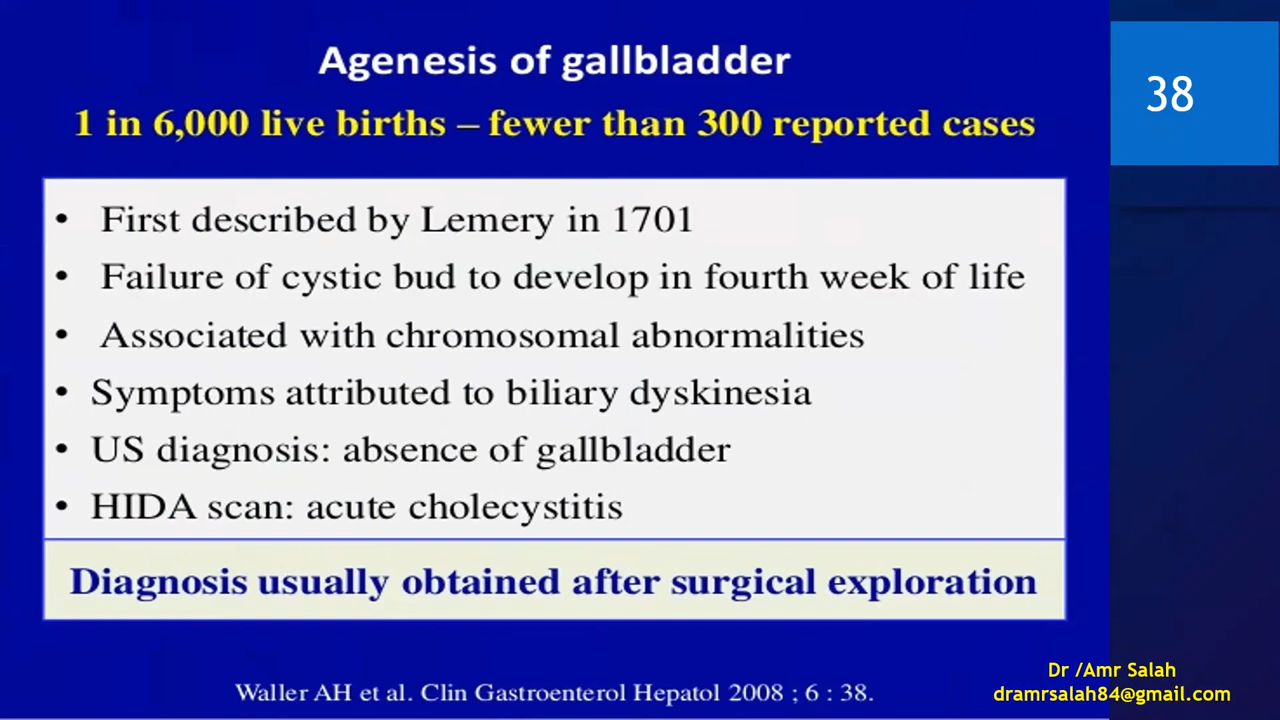 Agenesis of gallbladder
38
1 in 6,000 live births – fewer than 300 reported cases
• First described by Lemery in 1701
• Failure of cystic bud to develop in fourth week of life
• Associated with chromosomal abnormalities
• Symptoms attributed to biliary dyskinesia
• US diagnosis: absence of gallbladder
• HIDA scan: acute cholecystitis
Diagnosis usually obtained after surgical exploration
Waller AH et al. Clin Gastroenterol Hepatol 2008 ; 6 : 38.
Dr /Amr Salah
dramrsalah84@gmail.com